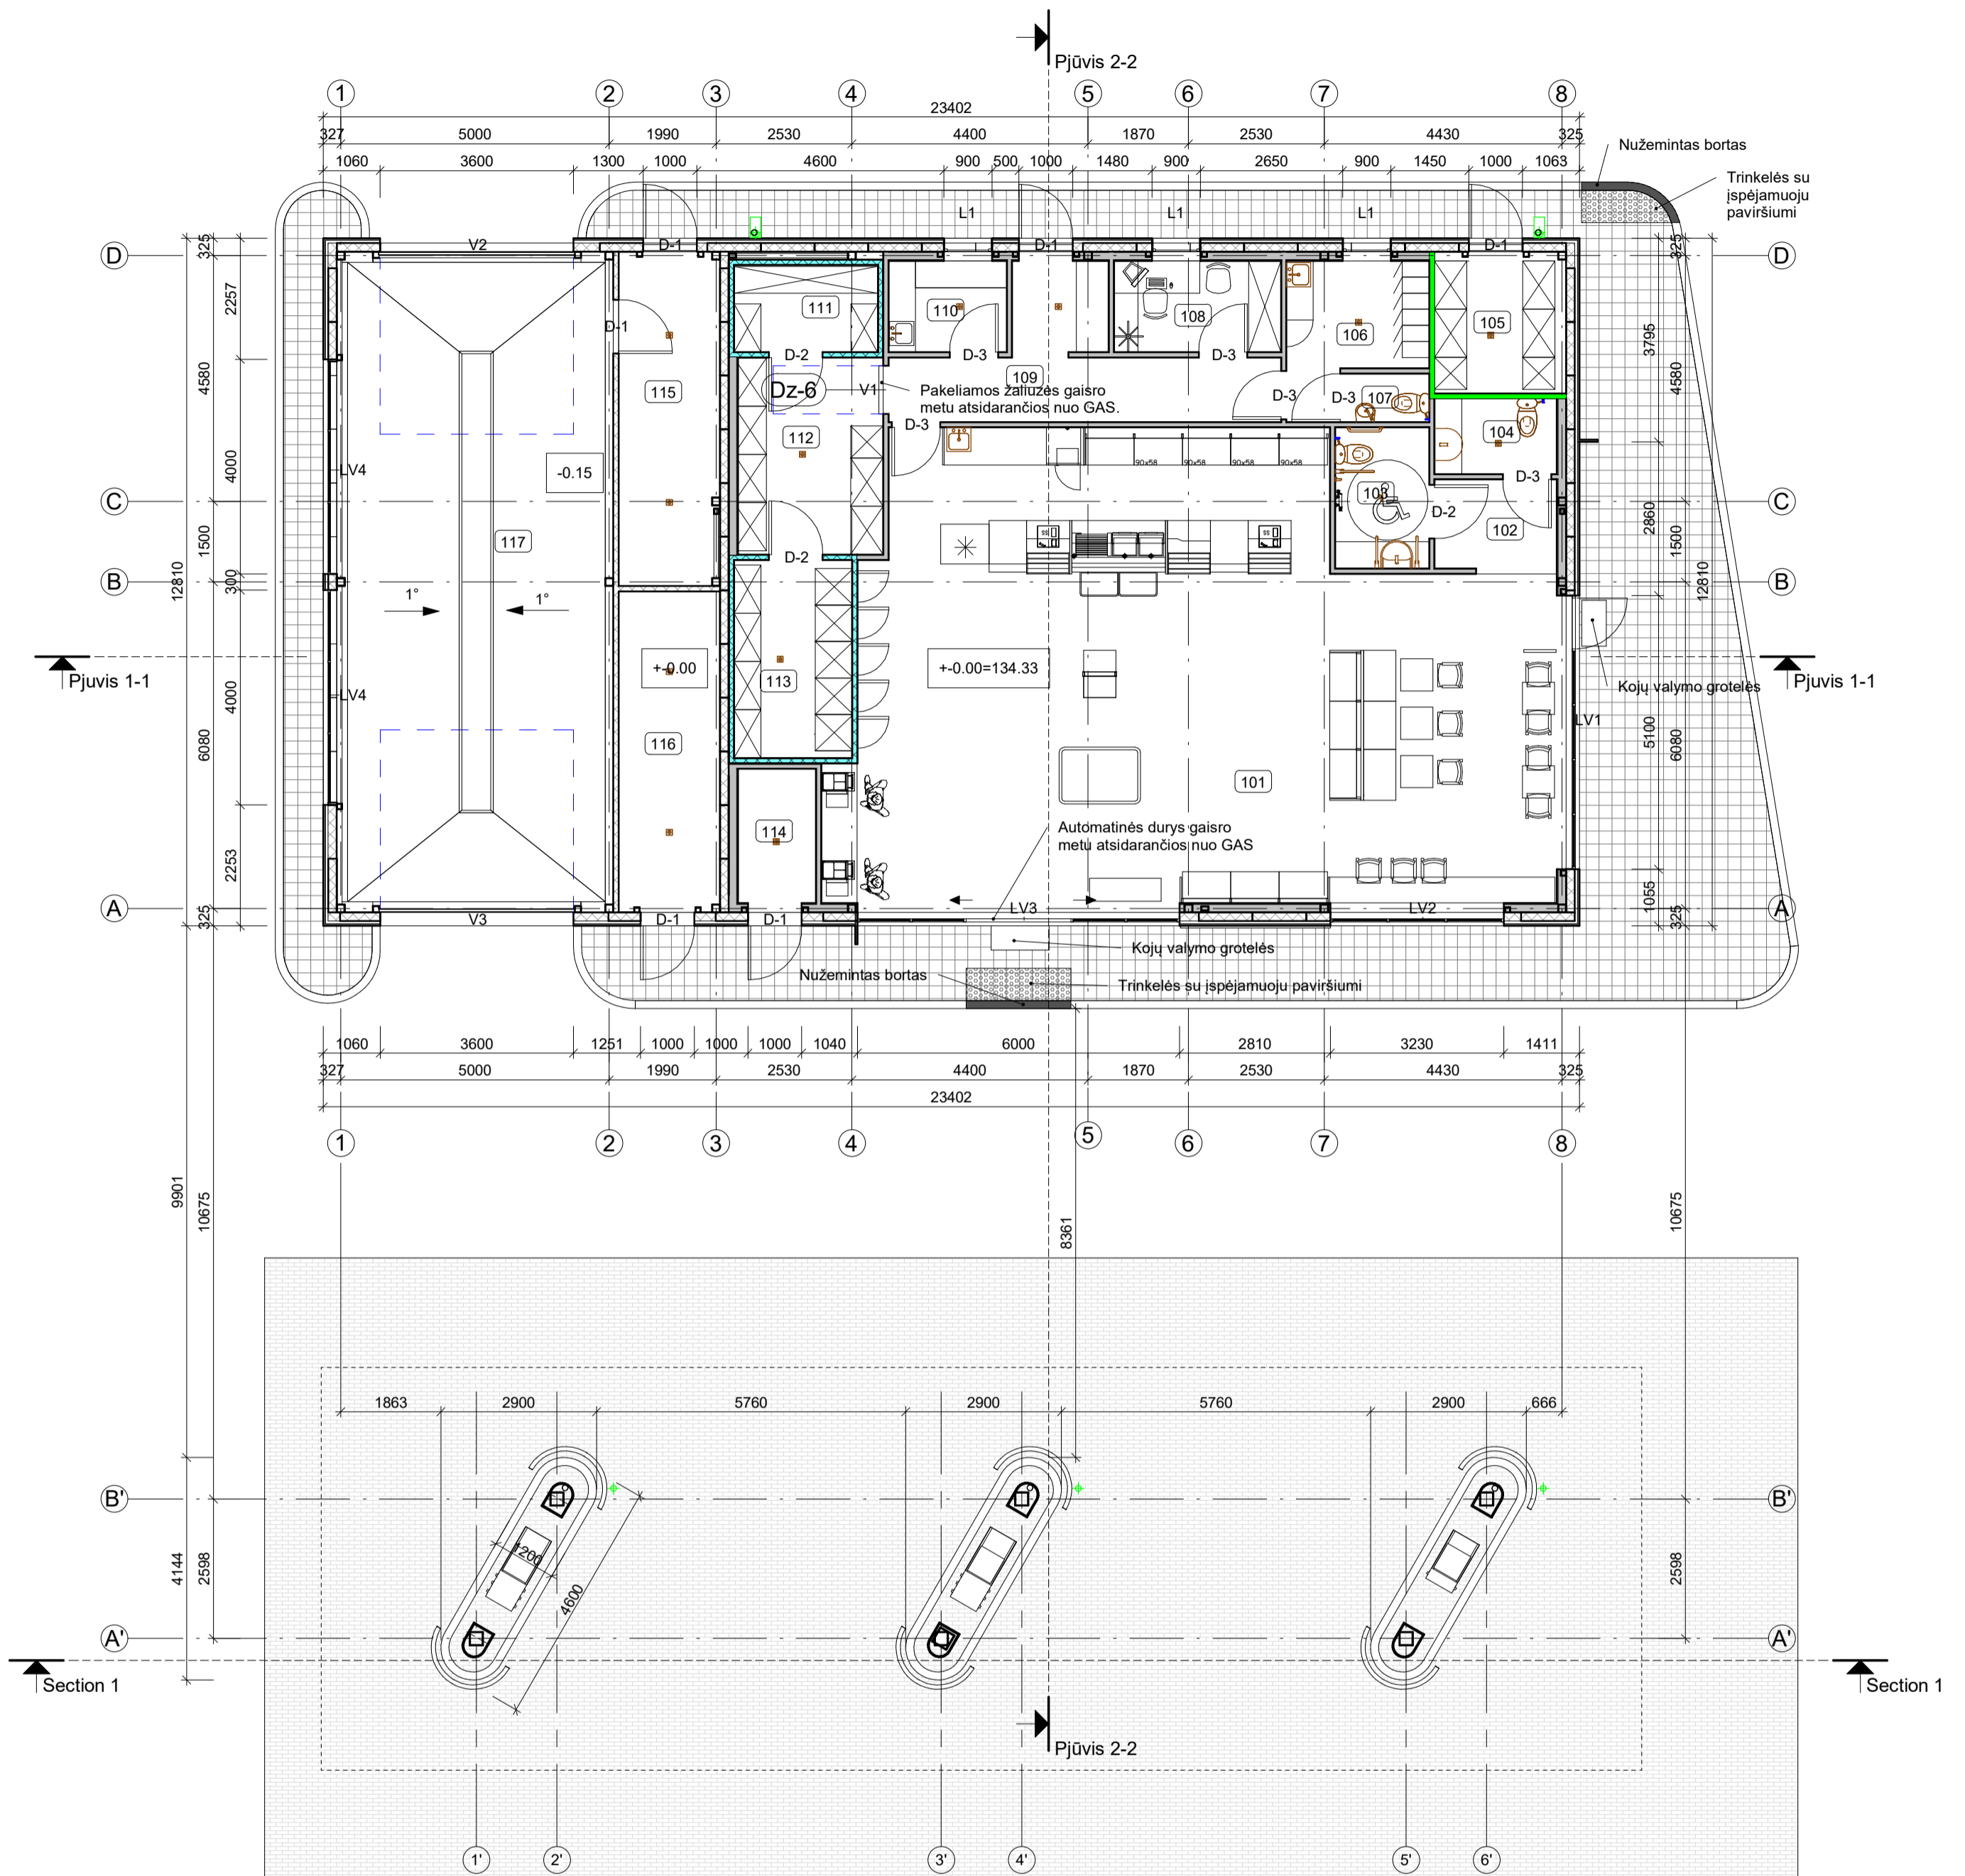 Pjūvis 2-2
1 2 3 4 5 6 7 8
23402
327 5000 1990 2530 4400 1870 2530 4430 325
1060 3600 1300 1000 4600 900 500 1000 1480 900 2650 900 1450 1000 1063
Nužemintas bortas
Trinkelės su
įspėjamuoju
paviršiumi
L1 L1 L1
V2 D-1 D-1 D-1
D D
325 325
2257
4580
4000
1500
300
12810
4000
6080
2253
325
3795
4580
2860
1500
12810
5100
6080
1055
325
111 110 108 106 105
D-1 D-2 D-3 D-3
115 Dz-6 V1 109 D-3 D-3 107
Pakeliamos žaliuzės gaisro
metu atsidarančios nuo GAS.
D-3
112 104
90x58 90x58 90x58 90x58
LV4 -0.15
D-3
C C
103 D-2 102
117
D-2
B B
1° 1°
+-0.00 +-0.00=134.33
113
Pjuvis 1-1 Pjuvis 1-1
Kojų valymo grotelės
LV4
LV1
116
101
114
Automatinės durys gaisro
metu atsidarančios nuo GAS
A A
V3 D-1 D-1 LV3 LV2
Kojų valymo grotelės
Nužemintas bortas
Trinkelės su įspėjamuoju paviršiumi
1060 3600 1251 1000 1000 1000 1040 6000 2810 3230 1411
327 5000 1990 2530 4400 1870 2530 4430 325
23402
1 2 3 4 5 6 7 8
9901 10675 8361 10675
1863 2900 5760 2900 5760 2900 666
B' B'
4144 2598 1200 4600 2598
A' A'
Section 1 Section 1
Pjūvis 2-2
1' 2' 3' 4' 5' 6'